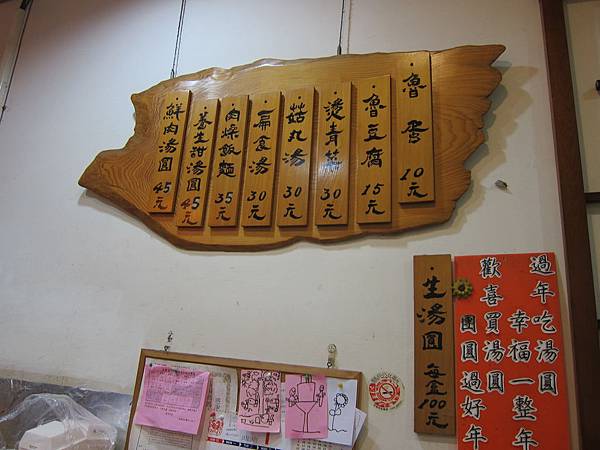 魯蛋 10元
魯豆腐 15元
燙青菜 30元
菇丸湯 30元
扁食湯 30元
肉燥飯麵 35元
養生甜湯圓 45元
鮮肉湯圓 45元
生湯圓 每盒100元
過年吃湯圓
幸福一整年
歡喜買湯圓
團圓過好年